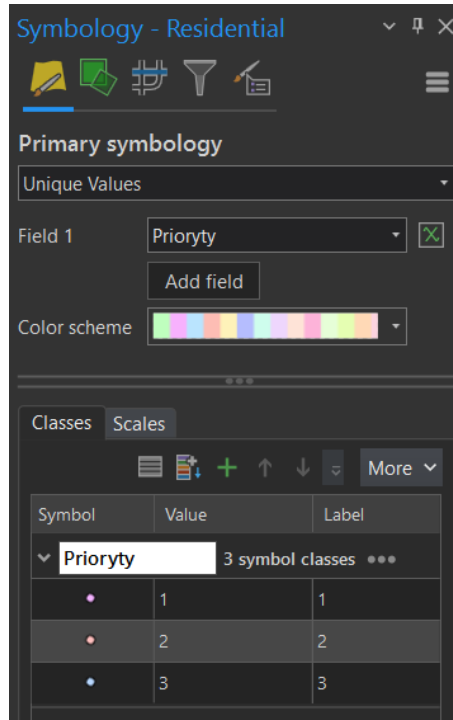 Symbology - Residential
Primary symbology
Unique Values
Field 1 Prioryty
Add field
Color scheme
Classes Scales
More
Symbol Value Label
Prioryty 3 symbol classes
1 1
2 2
3 3